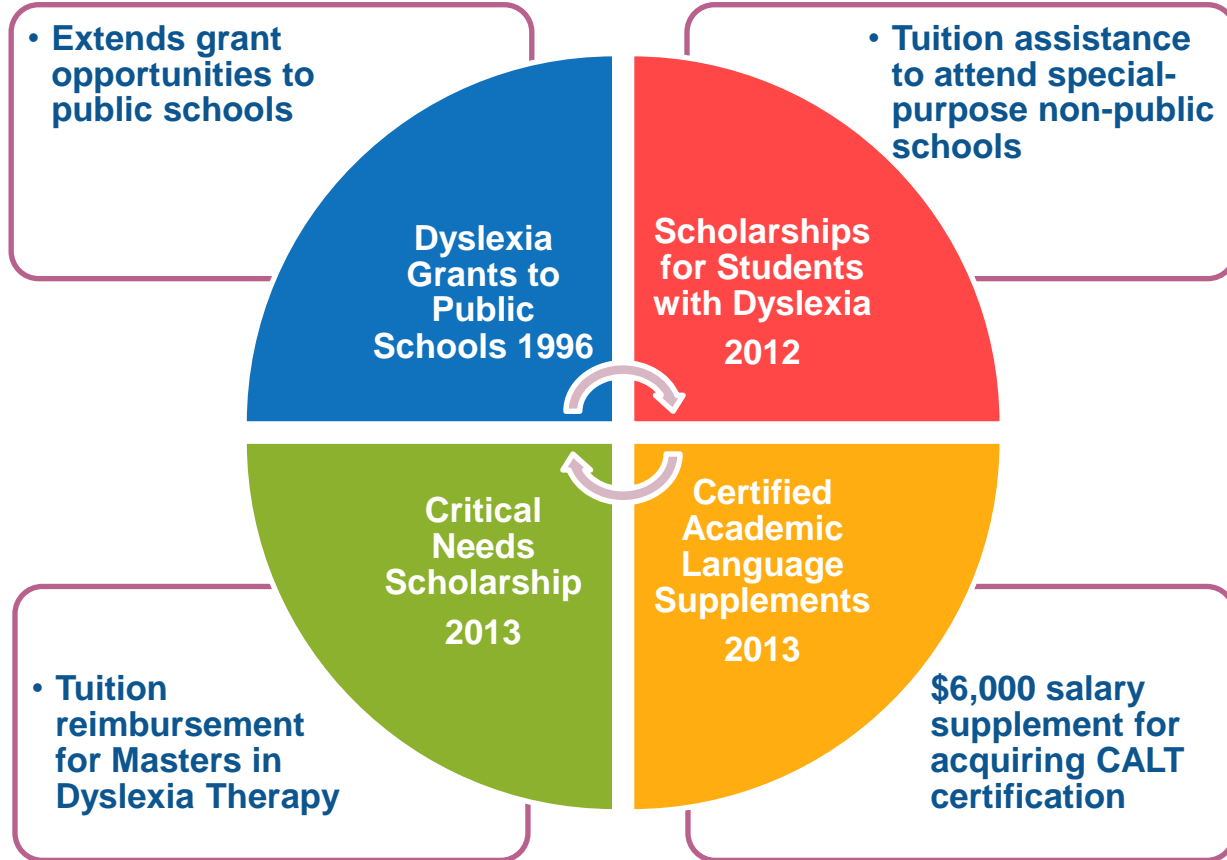 • Extends grant
opportunities to
public schools
• Tuition assistance
to attend special-
purpose non-public
schools
Dyslexia
Grants to
Public
Schools 1996
Scholarships
for Students
with Dyslexia
2012
Critical
Needs
Scholarship
2013
Certified
Academic
Language
Supplements
2013
• Tuition
reimbursement
for Masters in
Dyslexia Therapy
$6,000 salary
supplement for
acquiring CALT
certification